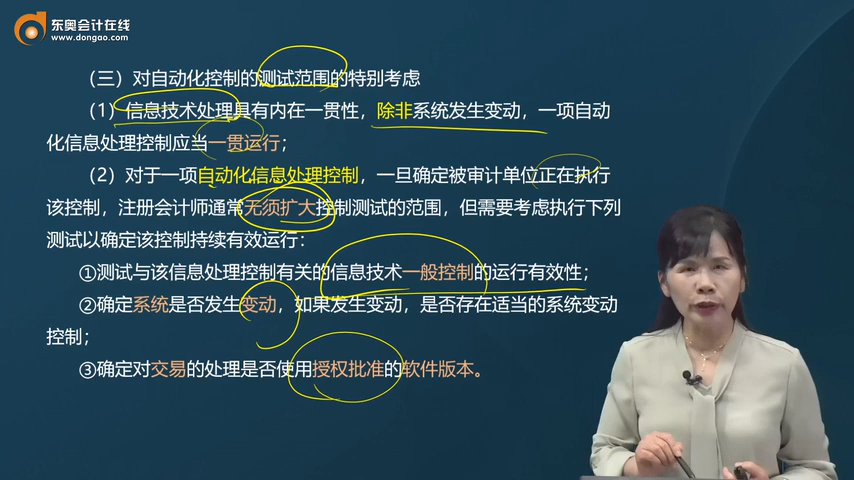 东奥会计在线
www.dongao.com
（三）对自动化控制的测试范围的特别考虑
（1）信息技术处理具有内在一贯性，除非系统发生变动，一项自动
化信息处理控制应当一贯运行；
（2）对于一项自动化信息处理控制，一旦确定被审计单位正在执行
该控制，注册会计师通常无须扩大控制测试的范围，但需要考虑执行下列
测试以确定该控制持续有效运行：
①测试与该信息处理控制有关的信息技术一般控制的运行有效性；
②确定系统是否发生变动，如果发生变动，是否存在适当的系统变动
控制；
③确定对交易的处理是否使用授权批准的软件版本。